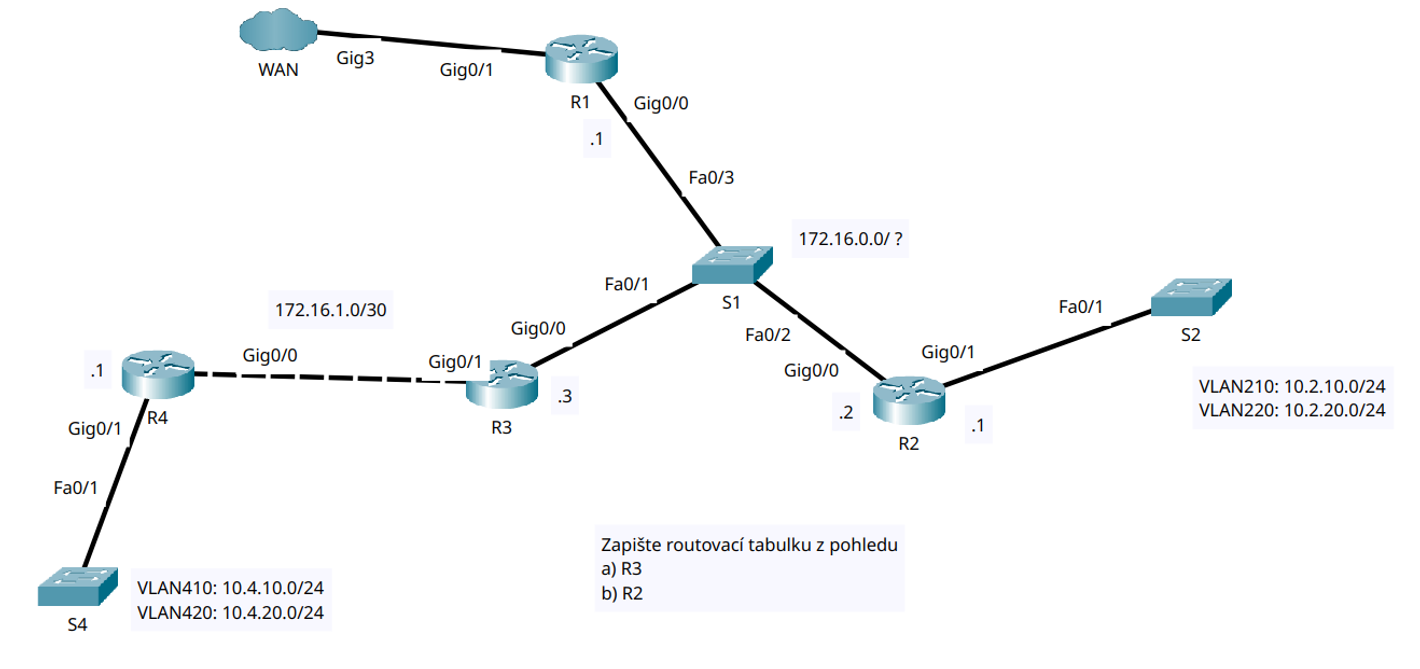 WAN
Gig3
Gig0/1
R1
Gig0/0
.1
Fa0/3
172.16.0.0/ ?
S1
Fa0/1
Fa0/2
172.16.1.0/30
Gig0/0
Gig0/1
Gig0/0
.1
R4
.3
R3
Gig0/0
.2
R2
Gig0/1
.1
Fa0/1
S2
VLAN210: 10.2.10.0/24
VLAN220: 10.2.20.0/24
Gig0/1
Fa0/1
S4
VLAN410: 10.4.10.0/24
VLAN420: 10.4.20.0/24
Zapište routovací tabulku z pohledu
a) R3
b) R2